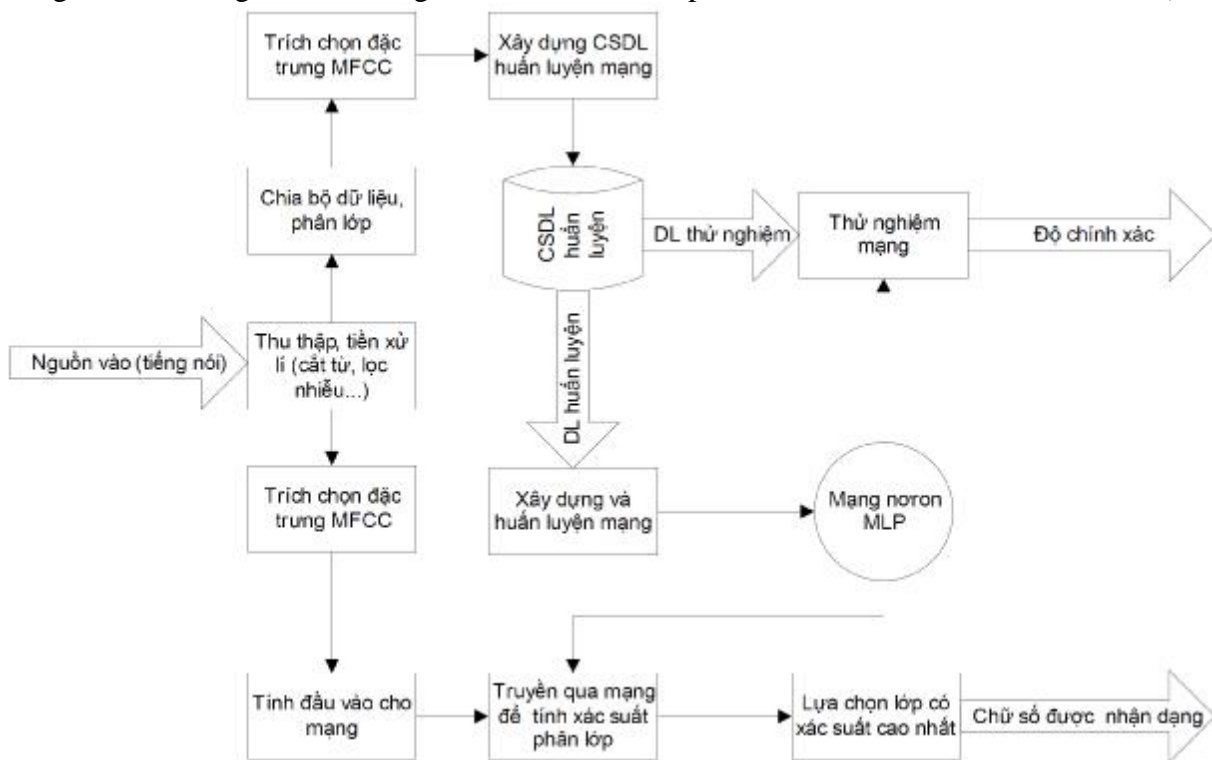 Trích chọn đặc
trưng MFCC
Xây dựng CSDL
huấn luyện mạng
Chia bộ dữ liệu,
phân lớp
CSDL
huấn
luyện
DL thử nghiệm
Thử nghiệm
mạng
Độ chính xác
Nguồn vào (tiếng nói)
Thu thập, tiền xử
lí (cắt từ, lọc
nhiễu...)
DL huấn luyện
Trích chọn đặc
trưng MFCC
Xây dựng và
huấn luyện mạng
Mạng nơron
MLP
Tính đầu vào cho
mạng
Truyền qua mạng
để tính xác suất
phân lớp
Lựa chọn lớp có
xác suất cao nhất
Chữ số được nhận dạng